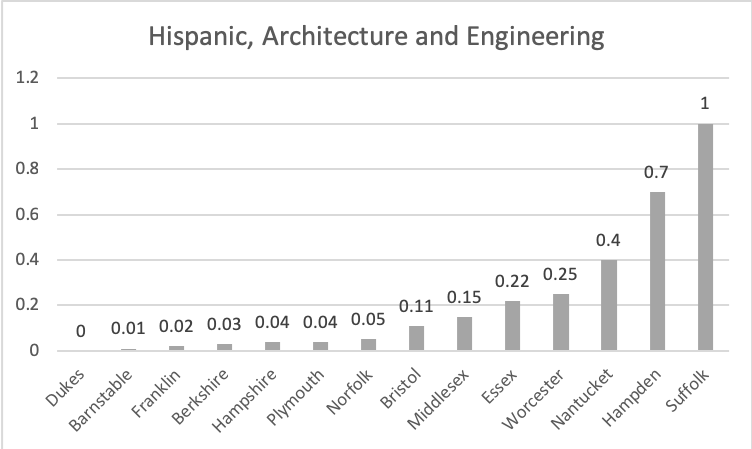 Hispanic, Architecture and Engineering
1.2
1
0.8
0.6
0.4
0.2
0
0
0.01
0.02
0.03
0.04
0.04
0.05
0.11
0.15
0.22
0.25
0.4
0.7
1
Dukes
Barnstable
Franklin
Berkshire
Hampshire
Plymouth
Norfolk
Bristol
Middlesex
Essex
Worcester
Nantucket
Hampden
Suffolk